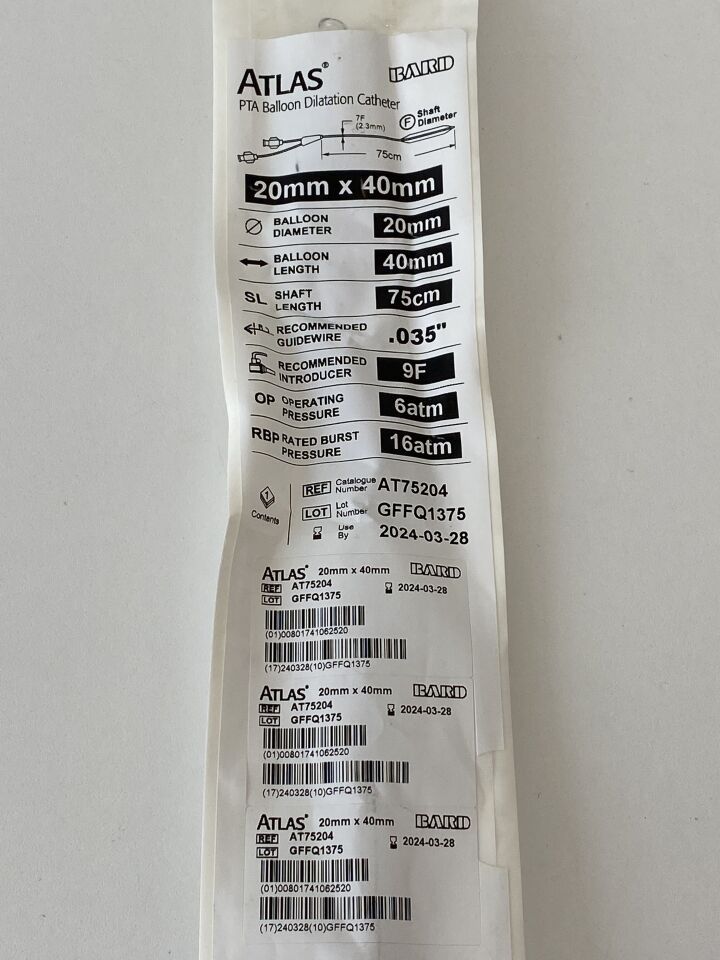 ATLAS® BARD
PTA Balloon Dilatation Catheter
7F
(2.3mm)
F Shaft
Diameter
75cm
20mm x 40mm
BALLOON
DIAMETER 20mm
BALLOON
LENGTH 40mm
SL SHAFT
LENGTH 75cm
RECOMMENDED
GUIDEWIRE .035"
RECOMMENDED
INTRODUCER 9F
OP OPERATING
PRESSURE 6atm
RBP RATED BURST
PRESSURE 16atm
1
Contents
REF Catalogue
Number AT75204
LOT Lot
Number GFFQ1375
Use
By 2024-03-28
ATLAS® 20mm x 40mm BARD
REF AT75204 2024-03-28
LOT GFFQ1375
(01)00801741062520
(17)240328(10)GFFQ1375
ATLAS® 20mm x 40mm BARD
REF AT75204 2024-03-28
LOT GFFQ1375
(01)00801741062520
(17)240328(10)GFFQ1375
ATLAS® 20mm x 40mm BARD
REF AT75204 2024-03-28
LOT GFFQ1375
(01)00801741062520
(17)240328(10)GFFQ1375